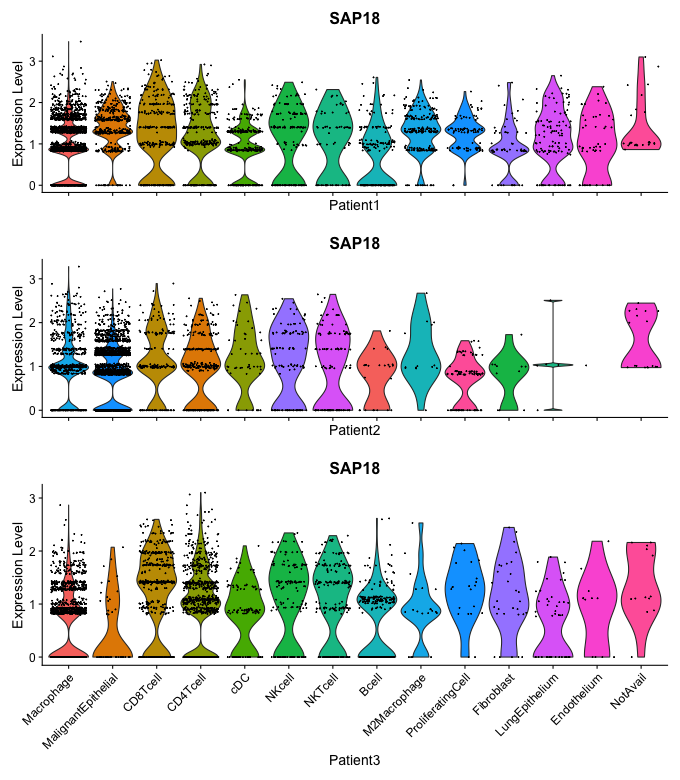 SAP18
Expression Level
3
2
1
0
Patient1
SAP18
Expression Level
3
2
1
0
Patient2
SAP18
Expression Level
3
2
1
0
Macrophage
MalignantEpithelial
CD8Tcell
CD4Tcell
cDC
NKcell
NKTcell
Bcell
M2Macrophage
ProliferatingCell
Fibroblast
LungEpithelium
Endothelium
NotAvail
Patient3